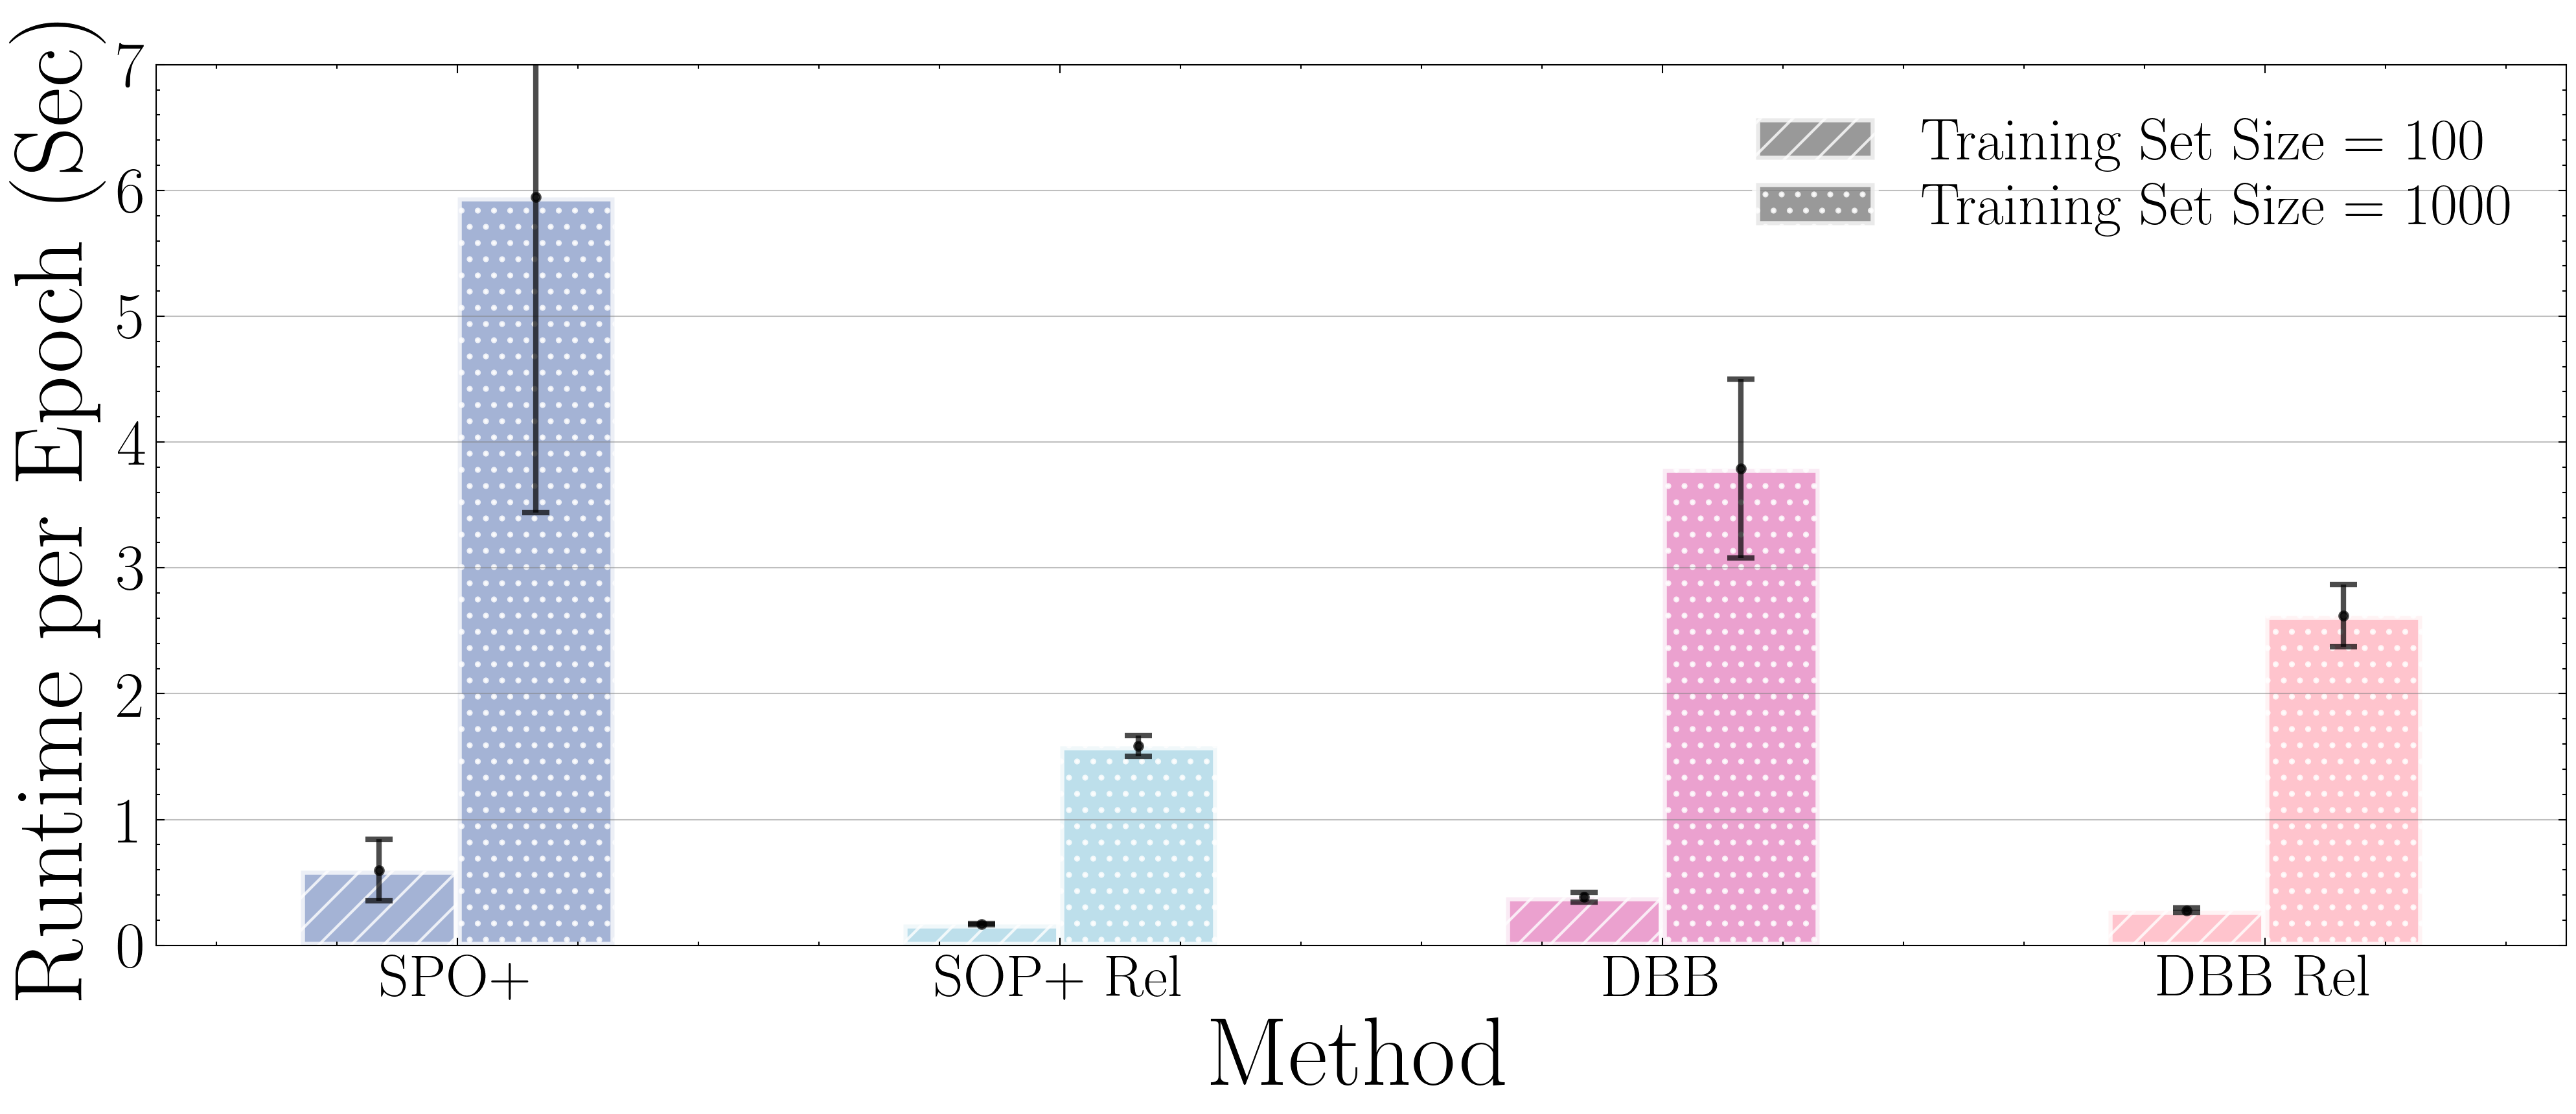 Runtime per Epoch (Sec)
7
6
5
4
3
2
1
0
Training Set Size = 100
Training Set Size = 1000
SPO+
SOP+ Rel
DBB
DBB Rel
Method